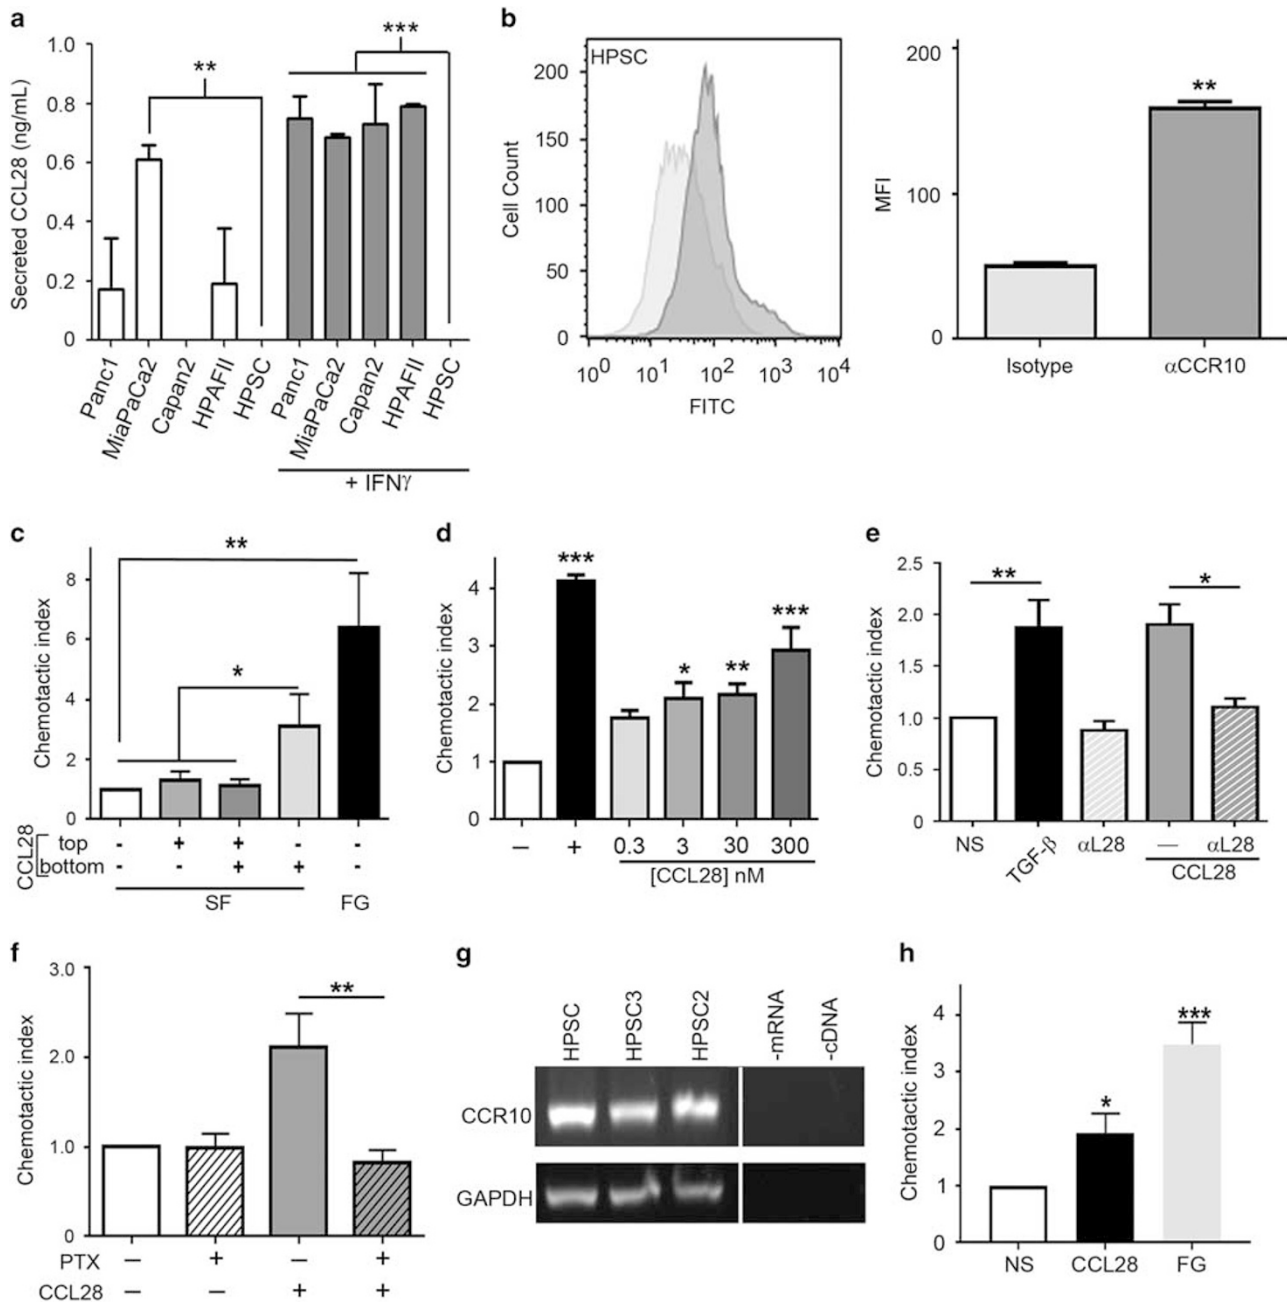 a
Secreted CCL28 (ng/mL)
1.0
0.8
0.6
0.4
0.2
0
**
***
Panc1
MiaPaCa2
Capan2
HPAFII
HPSC
Panc1
MiaPaCa2
Capan2
HPAFII
HPSC
+ IFNγ
b
HPSC
Cell Count
200
150
100
50
0
10⁰ 10¹ 10² 10³ 10⁴
FITC
MFI
200
100
0
**
Isotype αCCR10
c
Chemotactic index
8
6
4
2
0
**
*
CCL28
top - + + - -
bottom - - + + -
SF FG
d
Chemotactic index
4
3
2
1
0
***
*
**
***
– + 0.3 3 30 300
[CCL28] nM
e
Chemotactic index
2.5
2.0
1.5
1.0
0.5
0
**
*
NS TGF-β αL28 — αL28
CCL28
f
Chemotactic index
3.0
2.0
1.0
0
**
PTX – + – +
CCL28 – – + +
g
HPSC
HPSC3
HPSC2
-mRNA
-cDNA
CCR10
GAPDH
h
Chemotactic index
4
3
2
1
0
*
***
NS CCL28 FG